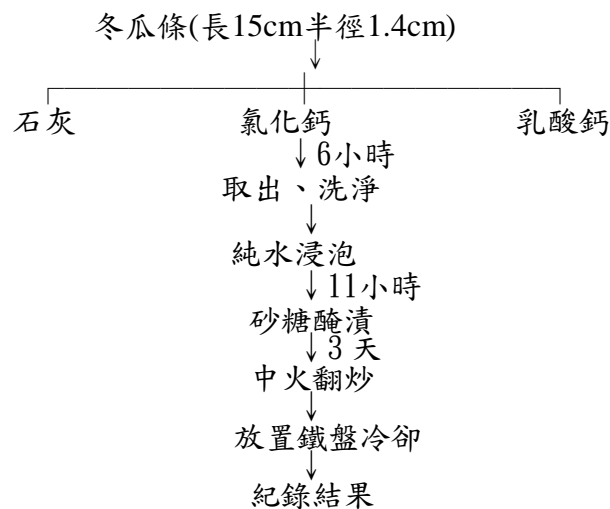 冬瓜條(長15cm半徑1.4cm)
石灰 氯化鈣 乳酸鈣
6小時
取出、洗淨
純水浸泡
11小時
砂糖醃漬
3 天
中火翻炒
放置鐵盤冷卻
紀錄結果